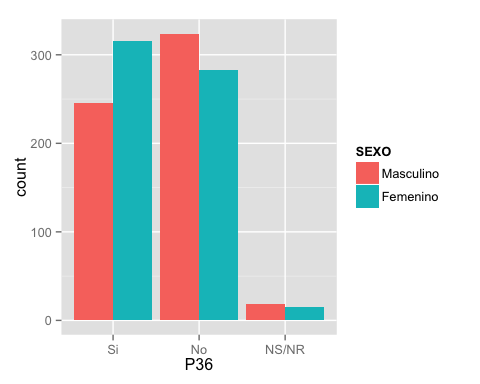 300
200
100
0
count
Si No NS/NR
P36
SEXO
Masculino
Femenino